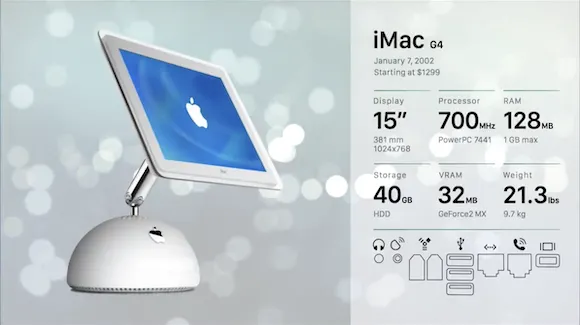 iMac G4
January 7, 2002
Starting at $1299
Display Processor RAM
15” 700MHz 128MB
381 mm PowerPC 7441 1 GB max
1024x768
Storage VRAM Weight
40GB 32MB 21.3lbs
HDD GeForce2 MX 9.7 kg